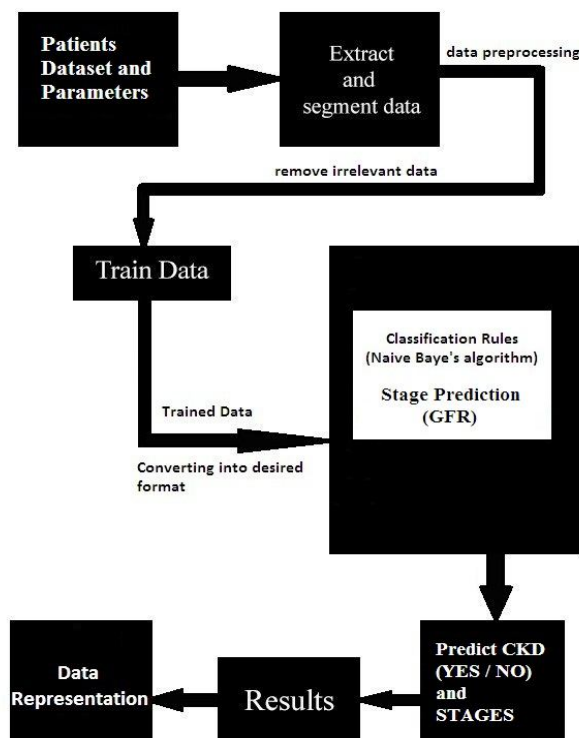 Patients
Dataset and
Parameters
Extract
and
segment data
data preprocessing
remove irrelevant data
Train Data
Classification Rules
(Naive Baye's algorithm)
Stage Prediction
(GFR)
Trained Data
Converting into desired
format
Predict CKD
(YES / NO)
and
STAGES
Results
Data
Representation